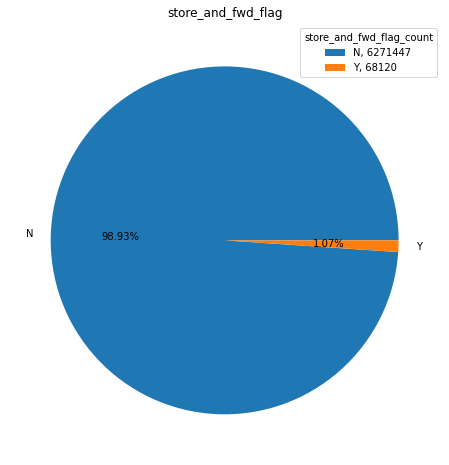 store_and_fwd_flag
store_and_fwd_flag_count
N, 6271447
Y, 68120
N
98.93%
1.07%
Y